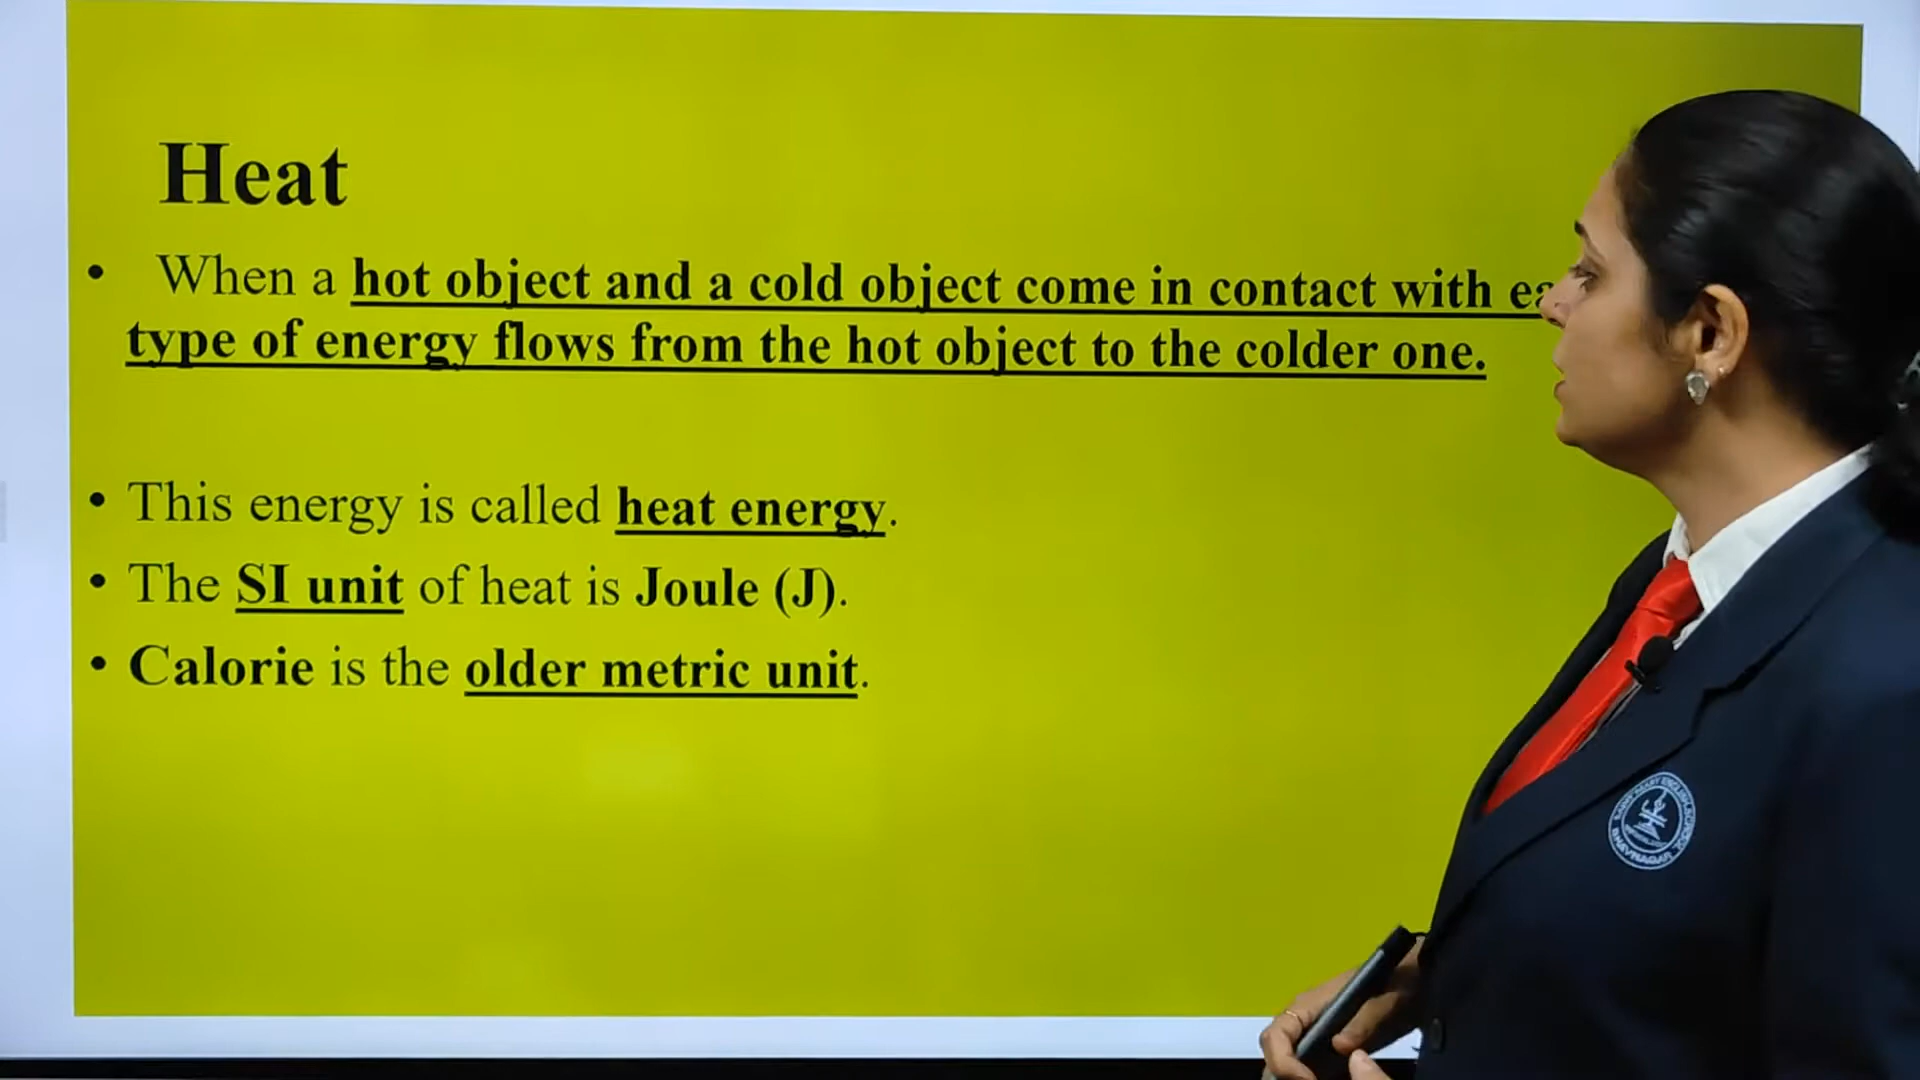 Heat
• When a hot object and a cold object come in contact with
type of energy flows from the hot object to the colder one.
• This energy is called heat energy.
• The SI unit of heat is Joule (J).
• Calorie is the older metric unit.
BHAVNAGAR